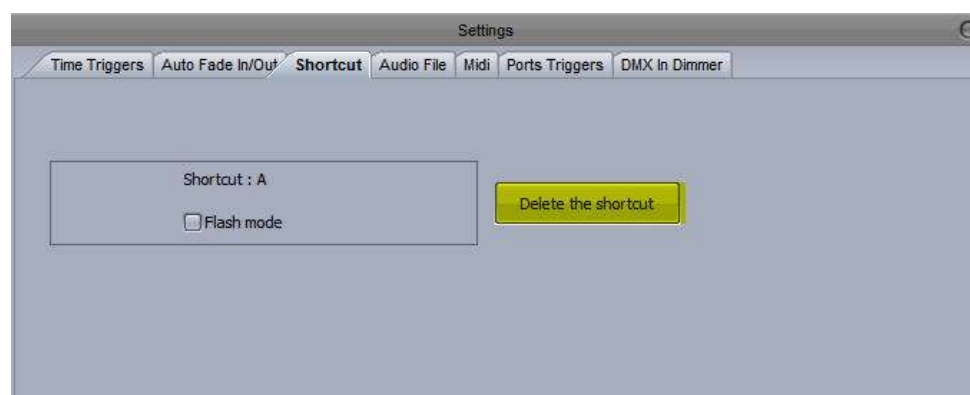 Settings
Time Triggers Auto Fade In/Out Shortcut Audio File Midi Ports Triggers DMX In Dimmer
Shortcut : A
Delete the shortcut
Flash mode